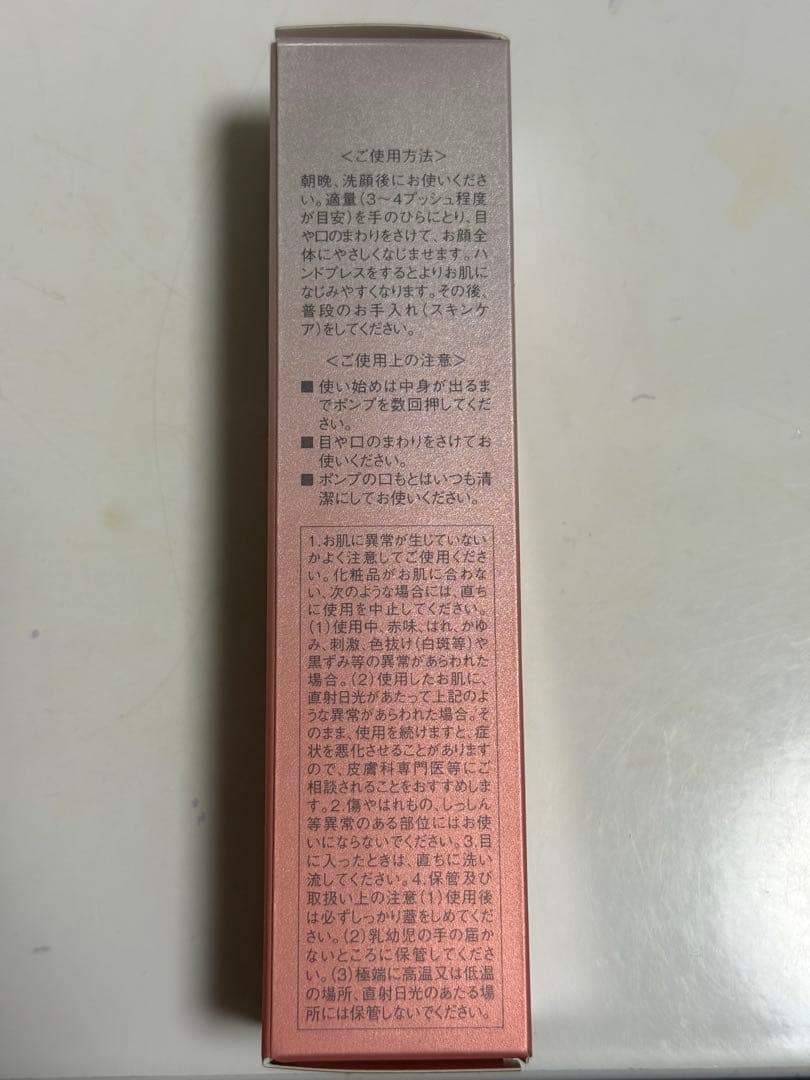 ＜ご使用方法＞
朝晩、洗顔後にお使いくださ
い。適量（3～4プッシュ程度
が目安）を手のひらにとり、目
や口のまわりをさけて、お顔全
体にやさしくなじませます。ハ
ンドプレスをするとよりお肌に
なじみやすくなります。その後、
普段のお手入れ（スキンケ
ア）をしてください。
＜ご使用上の注意＞
■ 使い始めは中身が出るま
でポンプを数回押してくだ
さい。
■ 目や口のまわりをさけてお
使いください。
■ ポンプの口もとはいつも清
潔にしてお使いください。
1.お肌に異常が生じていない
かよく注意してご使用くださ
い。化粧品がお肌に合わな
い、次のような場合には、直ち
に使用を中止してください。
（1）使用中、赤味、はれ、かゆ
み、刺激、色抜け（白斑等）や
黒ずみ等の異常があらわれた
場合。（2）使用したお肌に、
直射日光があたって上記のよ
うな異常があらわれた場合。そ
のまま、使用を続けますと、症
状を悪化させることがあります
ので、皮膚科専門医等にご
相談されることをおすすめしま
す。2.傷やはれもの、しっしん
等異常のある部位にはお使
いにならないでください。3.目
に入ったときは、直ちに洗い
流してください。4.保管及び
取扱い上の注意（1）使用後
は必ずしっかり蓋をしめてくだ
さい。（2）乳幼児の手の届か
ないところに保管してくださ
い。（3）極端に高温又は低温
の場所、直射日光のあたる場
所には保管しないでください。